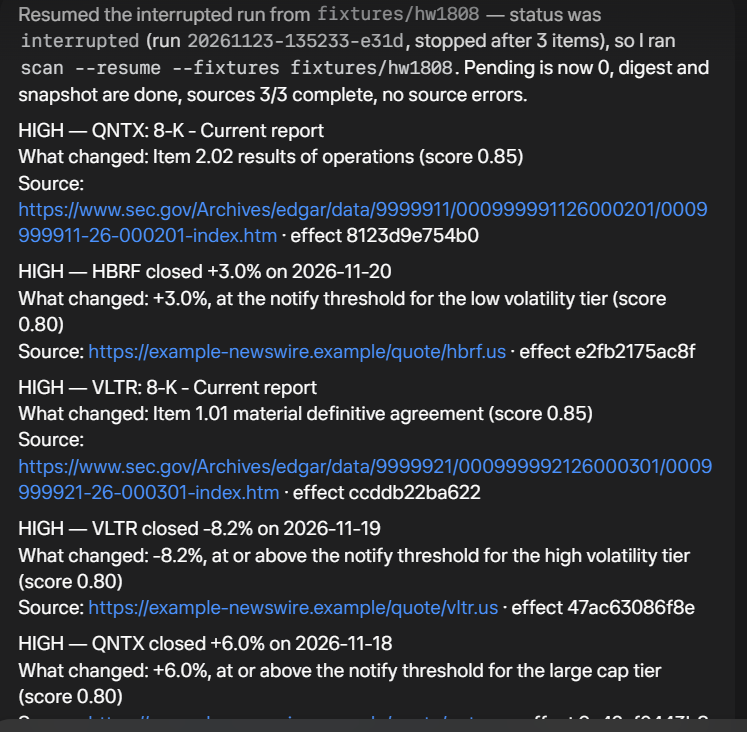 Resumed the interrupted run from fixtures/hw1808 — status was
interrupted (run 20261123-135233-e31d, stopped after 3 items), so I ran
scan --resume --fixtures fixtures/hw1808. Pending is now 0, digest and
snapshot are done, sources 3/3 complete, no source errors.
HIGH — QNTX: 8-K - Current report
What changed: Item 2.02 results of operations (score 0.85)
Source:
https://www.sec.gov/Archives/edgar/data/9999911/000999991126000201/0009
999911-26-000201-index.htm · effect 8123d9e754b0
HIGH — HBRF closed +3.0% on 2026-11-20
What changed: +3.0%, at the notify threshold for the low volatility tier (score
0.80)
Source: https://example-newswire.example/quote/hbrf.us · effect e2fb2175ac8f
HIGH — VLTR: 8-K - Current report
What changed: Item 1.01 material definitive agreement (score 0.85)
Source:
https://www.sec.gov/Archives/edgar/data/9999921/000999992126000301/0009
999921-26-000301-index.htm · effect ccddb22ba622
HIGH — VLTR closed -8.2% on 2026-11-19
What changed: -8.2%, at or above the notify threshold for the high volatility tier
(score 0.80)
Source: https://example-newswire.example/quote/vltr.us · effect 47ac63086f8e
HIGH — QNTX closed +6.0% on 2026-11-18
What changed: +6.0%, at or above the notify threshold for the large cap tier
(score 0.80)